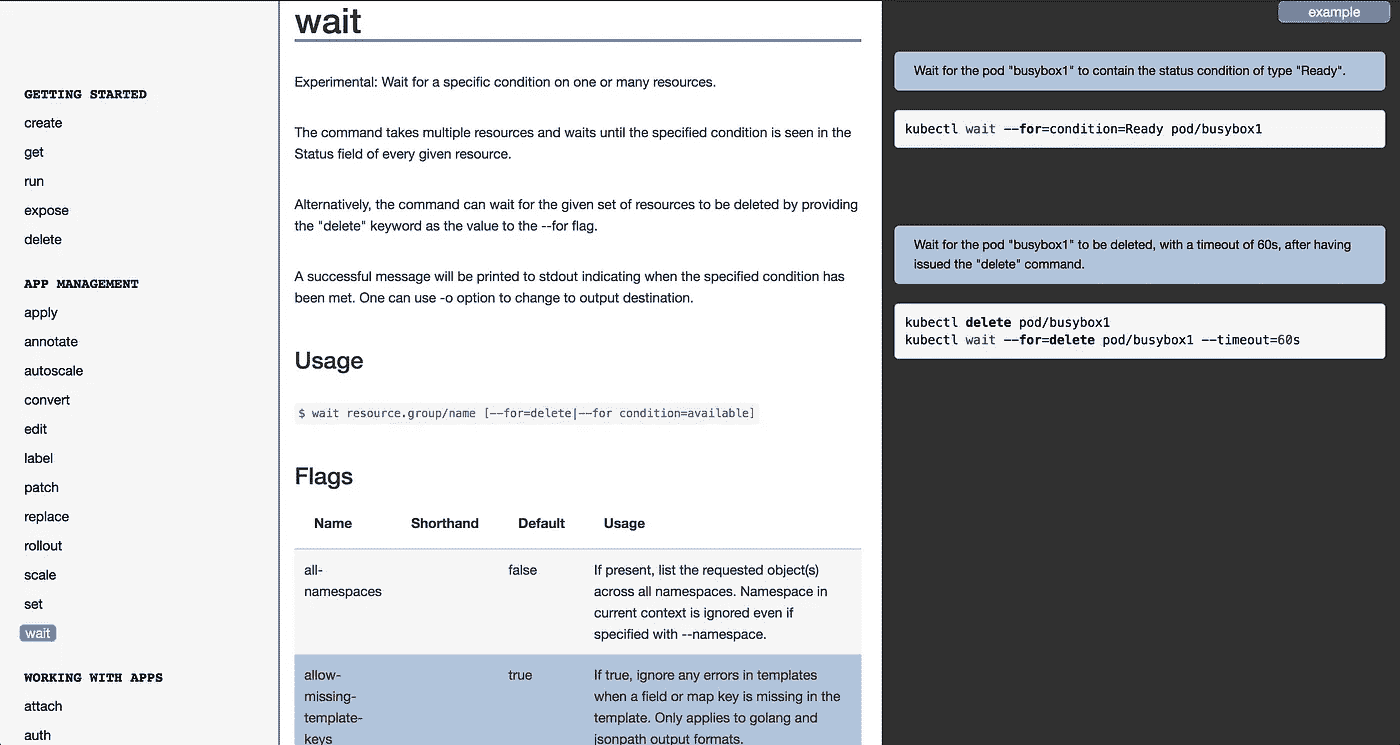 GETTING STARTED
create
get
run
expose
delete
APP MANAGEMENT
apply
annotate
autoscale
convert
edit
label
patch
replace
rollout
scale
set
wait
WORKING WITH APPS
attach
auth
wait
Experimental: Wait for a specific condition on one or many resources.
The command takes multiple resources and waits until the specified condition is seen in the
Status field of every given resource.
Alternatively, the command can wait for the given set of resources to be deleted by providing
the "delete" keyword as the value to the --for flag.
A successful message will be printed to stdout indicating when the specified condition has
been met. One can use -o option to change to output destination.
Usage
$ wait resource.group/name [--for=delete|--for condition=available]
Flags
Name Shorthand Default Usage
all- false If present, list the requested object(s)
namespaces across all namespaces. Namespace in
current context is ignored even if
specified with --namespace.
allow- true If true, ignore any errors in templates
missing- when a field or map key is missing in the
template- template. Only applies to golang and
keys jsonpath output formats.
example
Wait for the pod "busybox1" to contain the status condition of type "Ready".
kubectl wait --for=condition=Ready pod/busybox1
Wait for the pod "busybox1" to be deleted, with a timeout of 60s, after having
issued the "delete" command.
kubectl delete pod/busybox1
kubectl wait --for=delete pod/busybox1 --timeout=60s